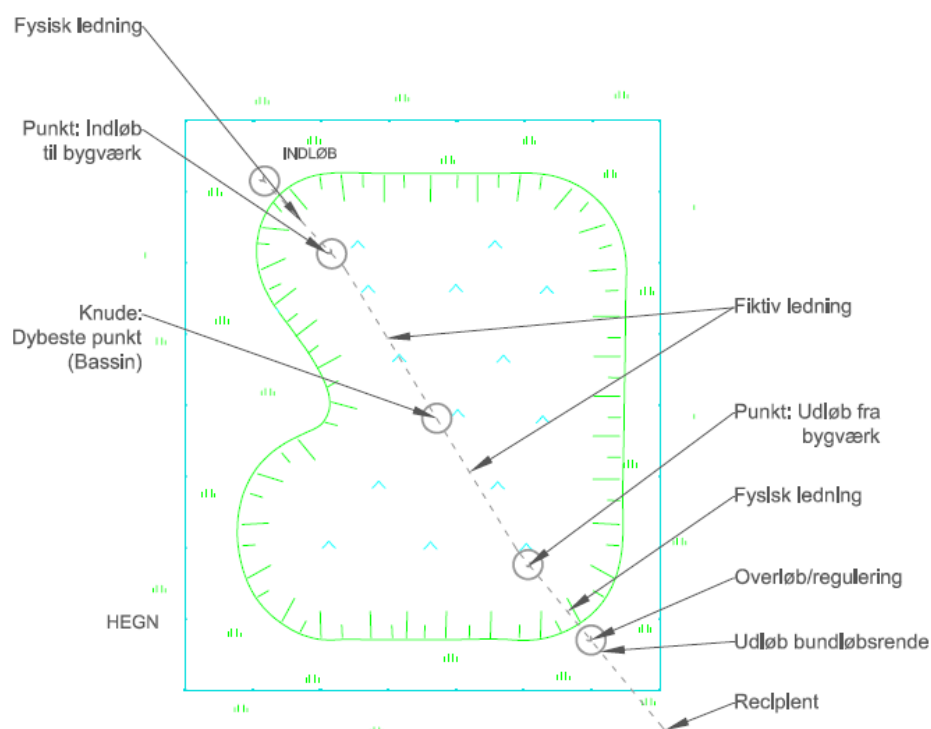 Fysisk ledning
Punkt: Indløb
til bygværk
INDLØB
Knude:
Dybeste punkt
(Bassin)
Fiktiv ledning
Punkt: Udløb fra
bygværk
Fysisk ledning
Overløb/regulering
HEGN
Udløb bundløbsrende
Recipient